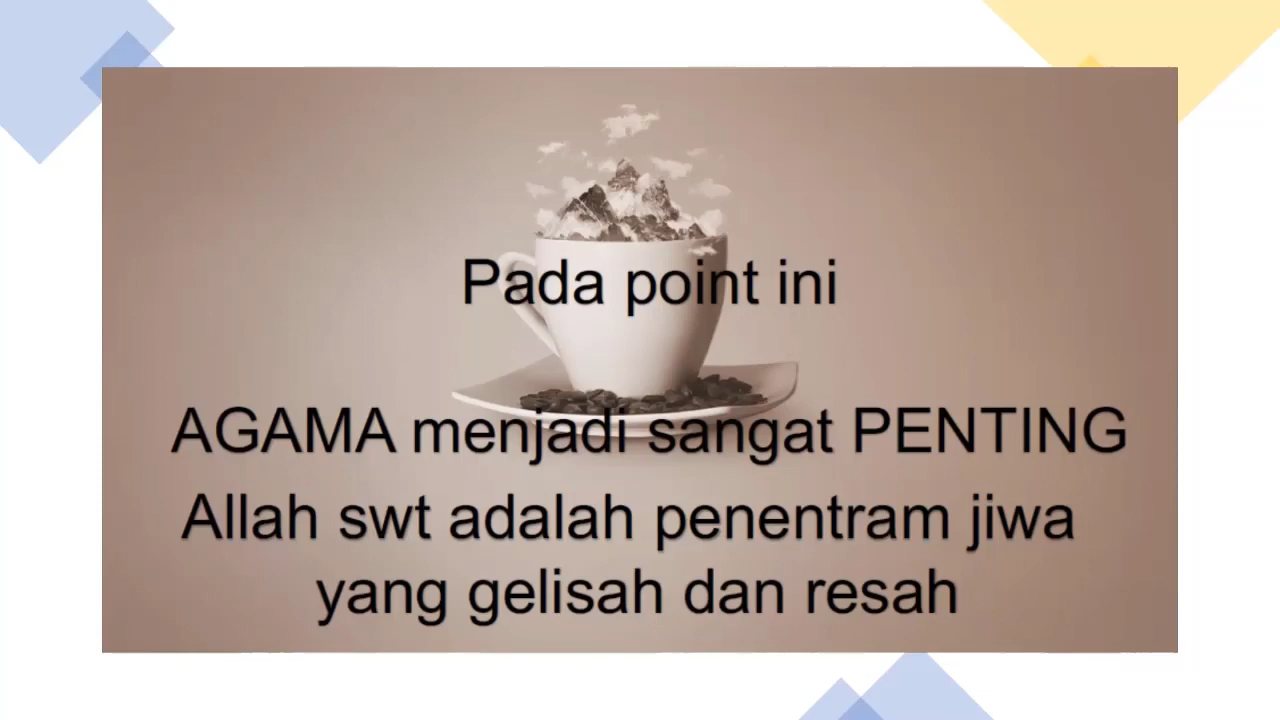 Pada point ini
AGAMA menjadi sangat PENTING
Allah swt adalah penentram jiwa
yang gelisah dan resah